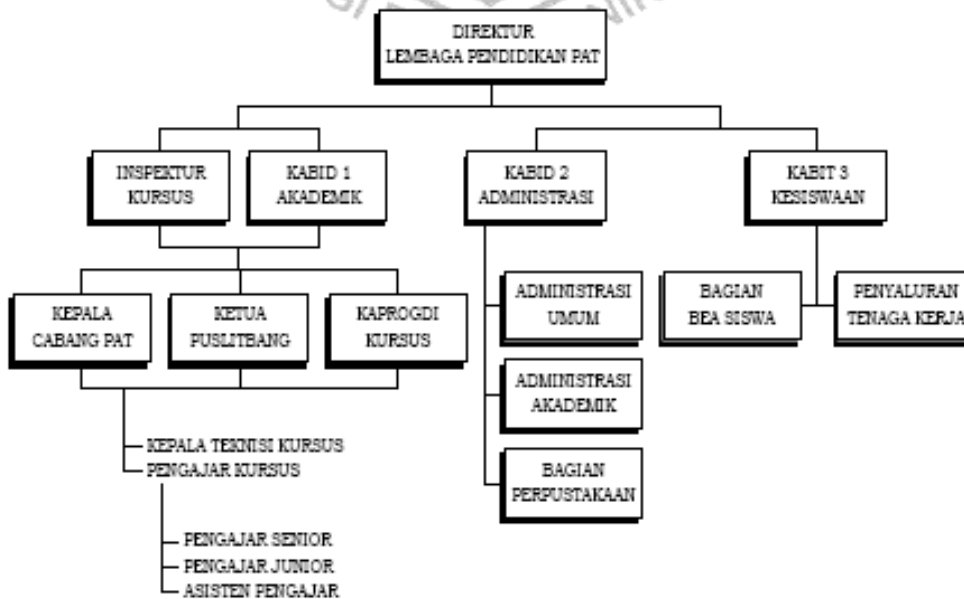 DIREKTUR
LEMBAGA PENDIDIKAN PAT
INSPEKTUR
KURSUS
KABID 1
AKADEMIK
KABID 2
ADMINISTRASI
KABIT 3
KESISWAAN
KEPALA
CABANG PAT
KETUA
PUSLITBANG
KAPROGDI
KURSUS
ADMINISTRASI
UMUM
BAGIAN
BEA SISWA
PENYALURAN
TENAGA KERJA
ADMINISTRASI
AKADEMIK
BAGIAN
PERPUSTAKAAN
KEPALA TEKNISI KURSUS
PENGAJAR KURSUS
PENGAJAR SENIOR
PENGAJAR JUNIOR
ASISTEN PENGAJAR